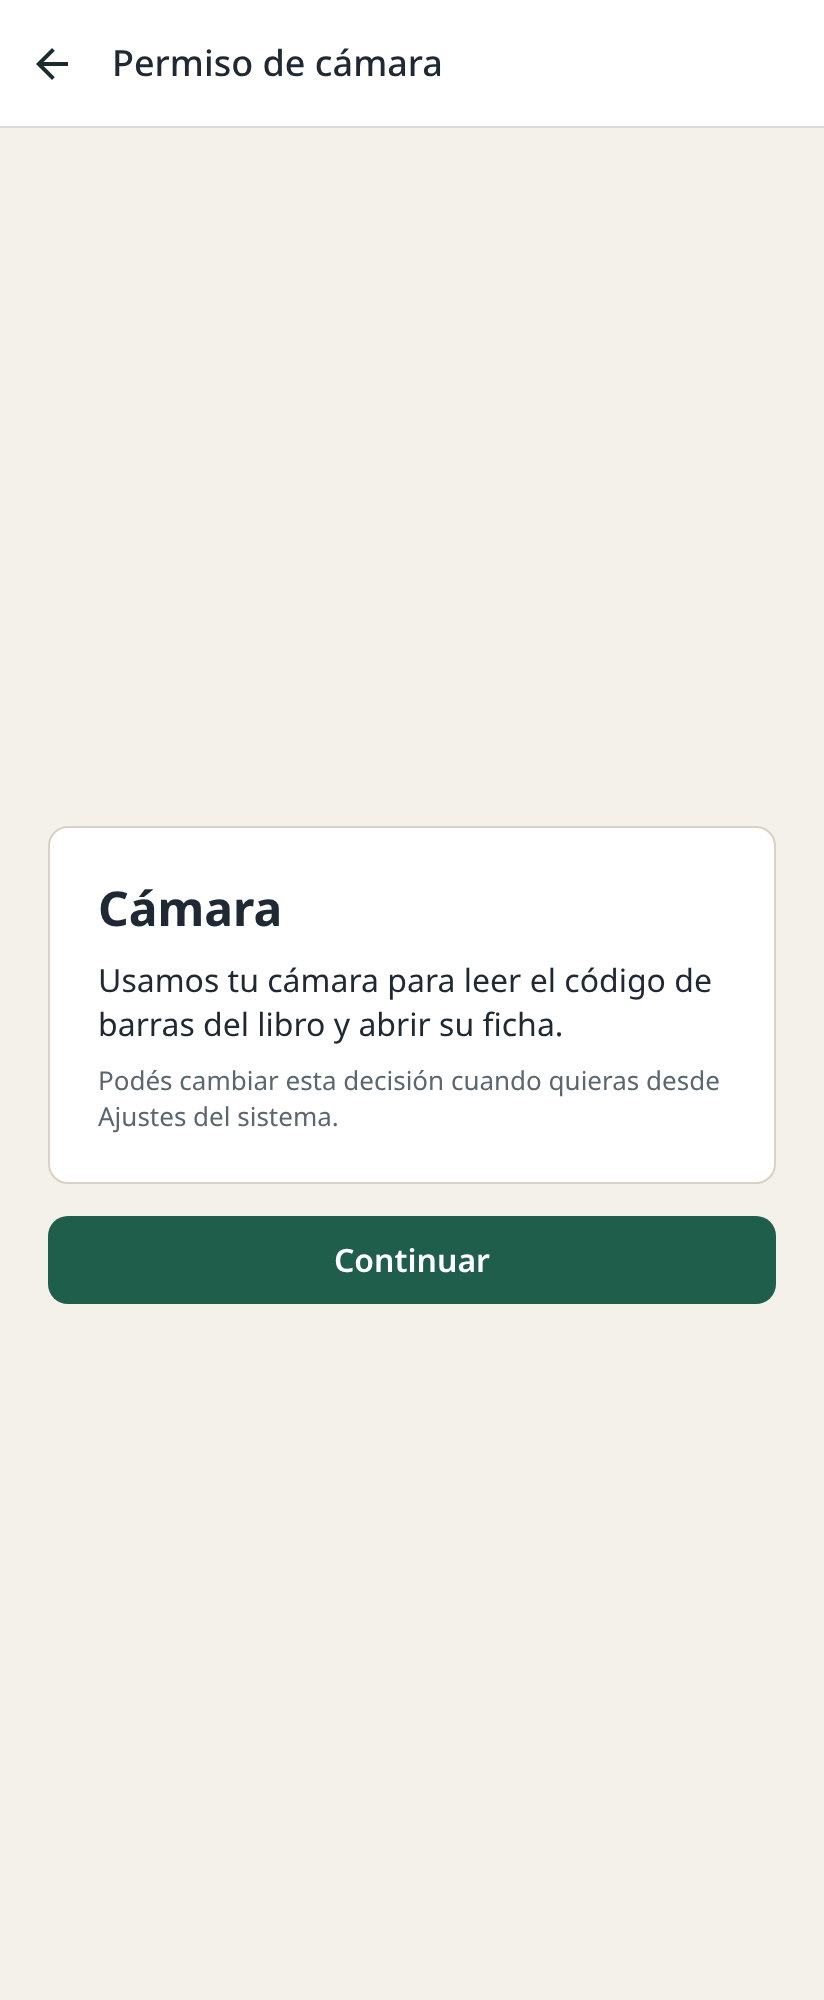 Permiso de cámara
Cámara
Usamos tu cámara para leer el código de
barras del libro y abrir su ficha.
Podés cambiar esta decisión cuando quieras desde
Ajustes del sistema.
Continuar